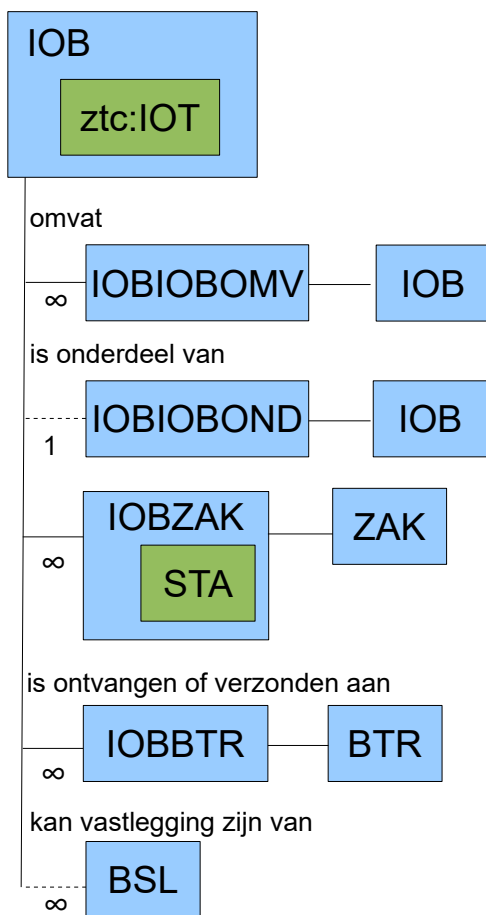 IOB
ztc:IOT
omvat
IOBIOBOMV IOB
∞
is onderdeel van
IOBIOBOND IOB
1
IOBZAK ZAK
∞
STA
is ontvangen of verzonden aan
IOBBTR BTR
∞
kan vastlegging zijn van
BSL
∞